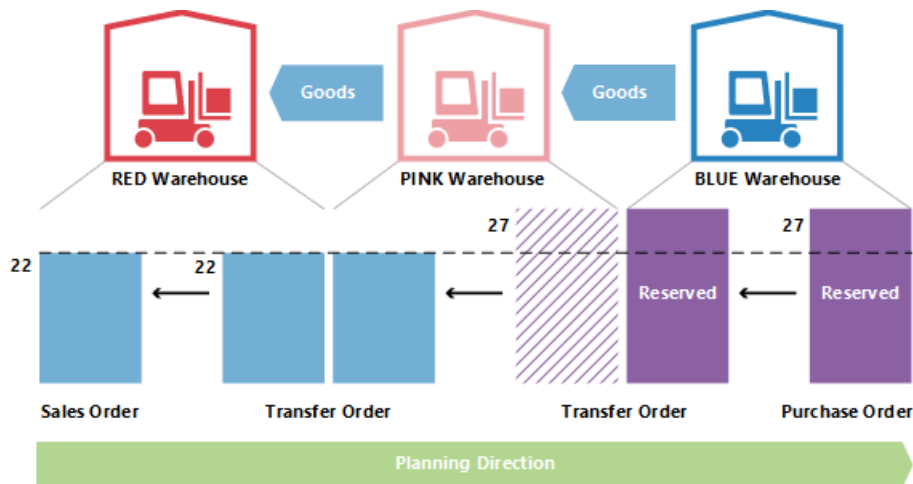 Goods
Goods
RED Warehouse
PINK Warehouse
BLUE Warehouse
27
27
22
22
Reserved
Reserved
Sales Order
Transfer Order
Transfer Order
Purchase Order
Planning Direction